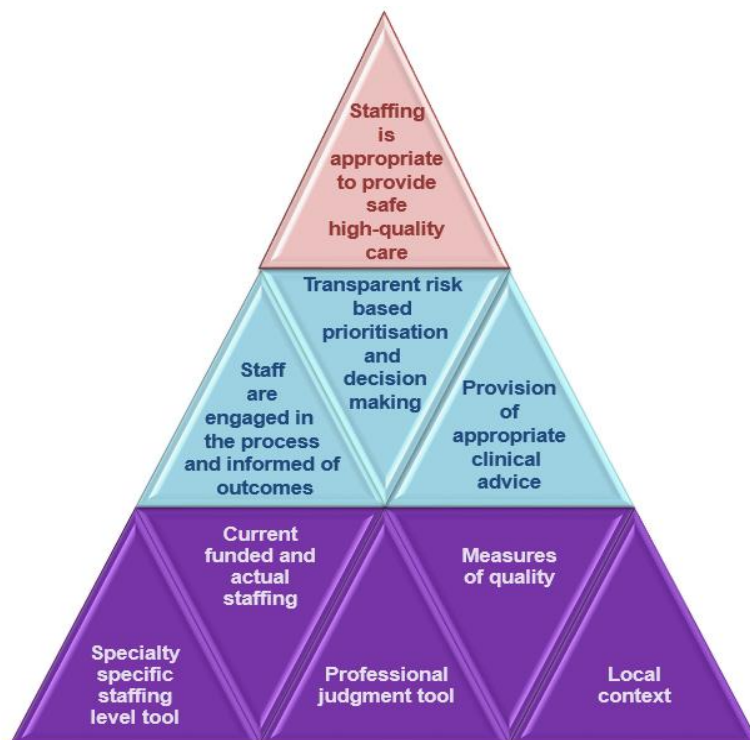 Staffing
is
appropriate
to provide
safe
high-quality
care
Staff
are
engaged in
the process
and informed of
outcomes
Transparent risk
based
prioritisation
and
decision
making
Provision
of
appropriate
clinical
advice
Specialty
specific
staffing
level tool
Current
funded and
actual
staffing
Professional
judgment tool
Measures
of quality
Local
context